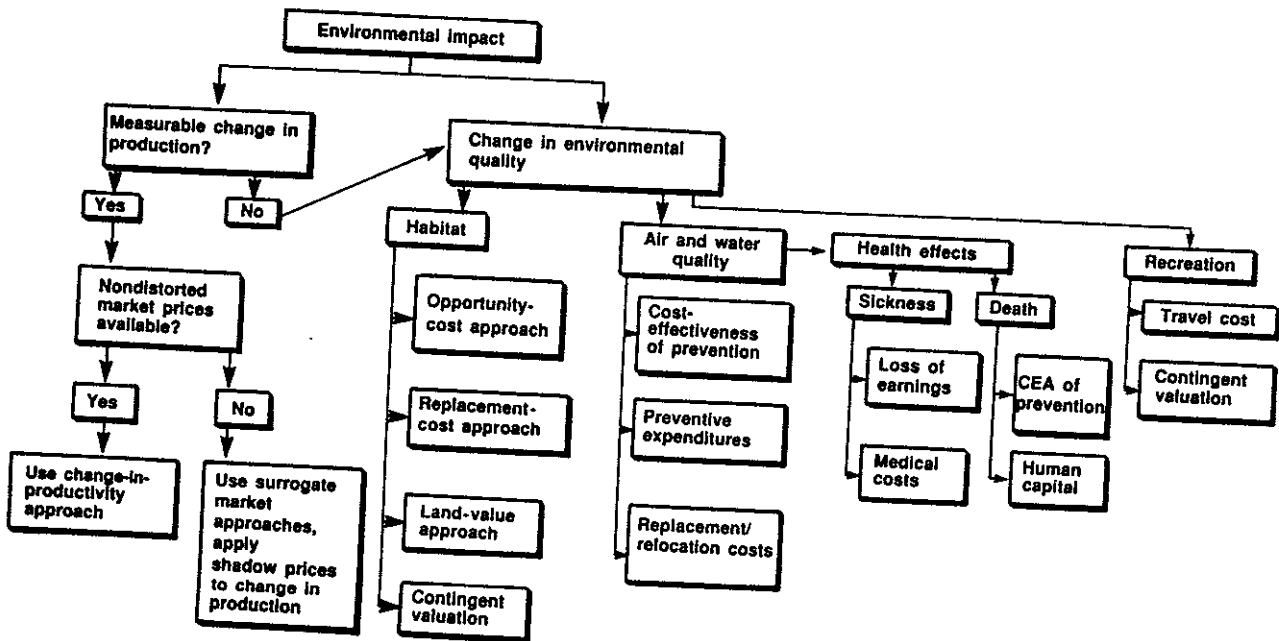 Environmental impact
Measurable change in
production?
Change in environmental
quality
Yes
No
Habitat
Air and water
quality
Health effects
Recreation
Nondistorted
market prices
available?
Opportunity-
cost approach
Cost-
effectiveness
of prevention
Sickness
Death
Travel cost
Yes
No
Replacement-
cost approach
Preventive
expenditures
Loss of
earnings
CEA of
prevention
Contingent
valuation
Use change-in-
productivity
approach
Use surrogate
market
approaches,
apply
shadow prices
to change in
production
Land-value
approach
Replacement/
relocation costs
Medical
costs
Human
capital
Contingent
valuation